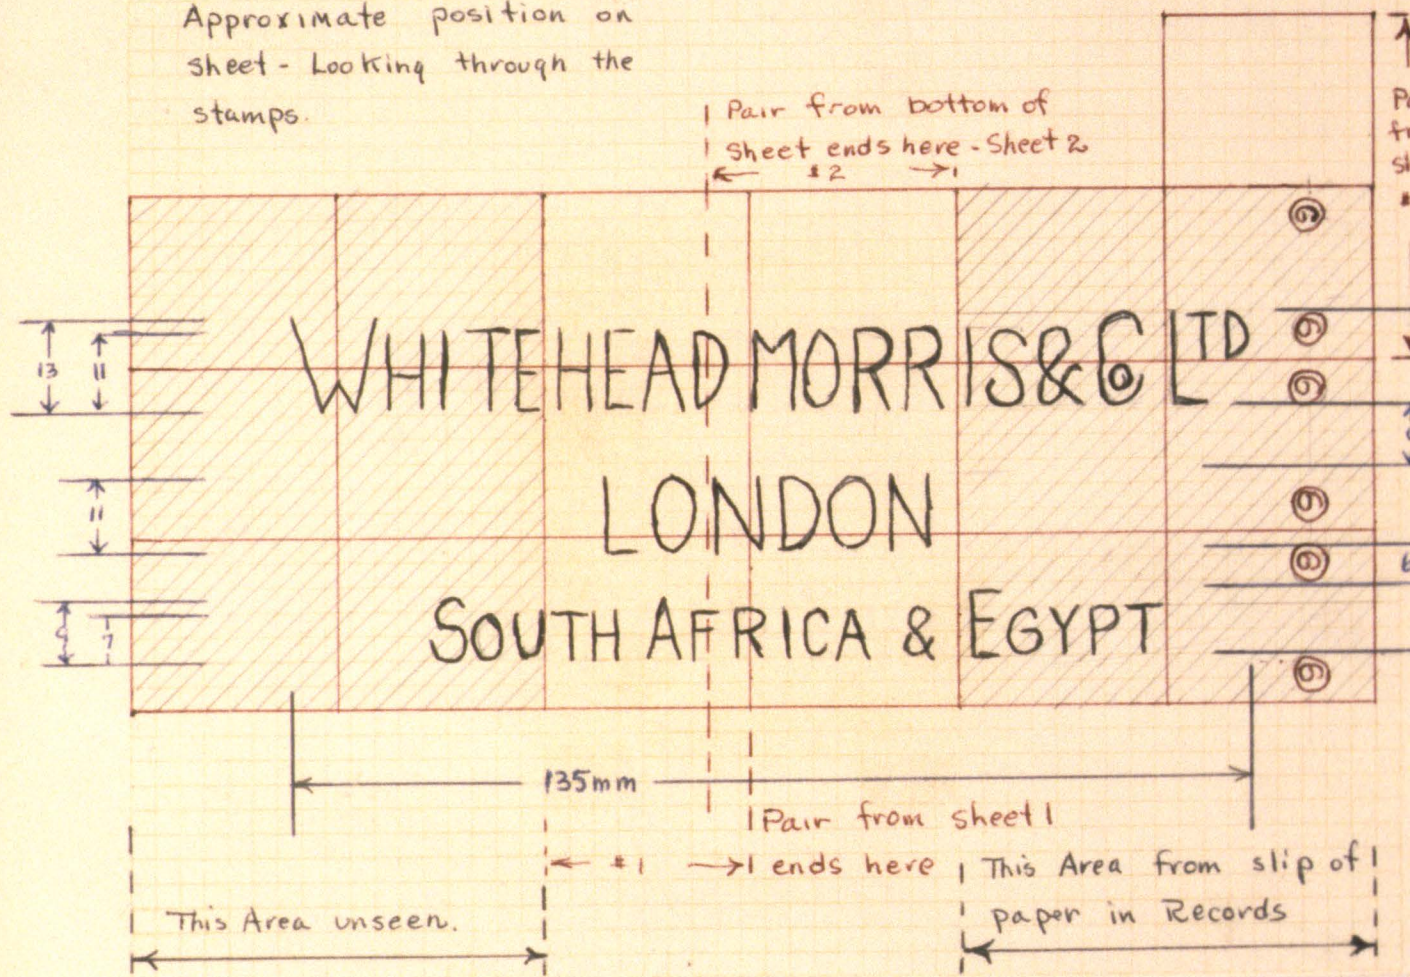 Approximate position on
sheet - Looking through the
stamps.
Pair from bottom of
sheet ends here - Sheet 2
#2
WHITEHEAD MORRIS & Co LTD
LONDON
SOUTH AFRICA & EGYPT
13
11
11
7
135mm
Pair from sheet 1
ends here
#1
This Area unseen.
This Area from slip of
paper in Records